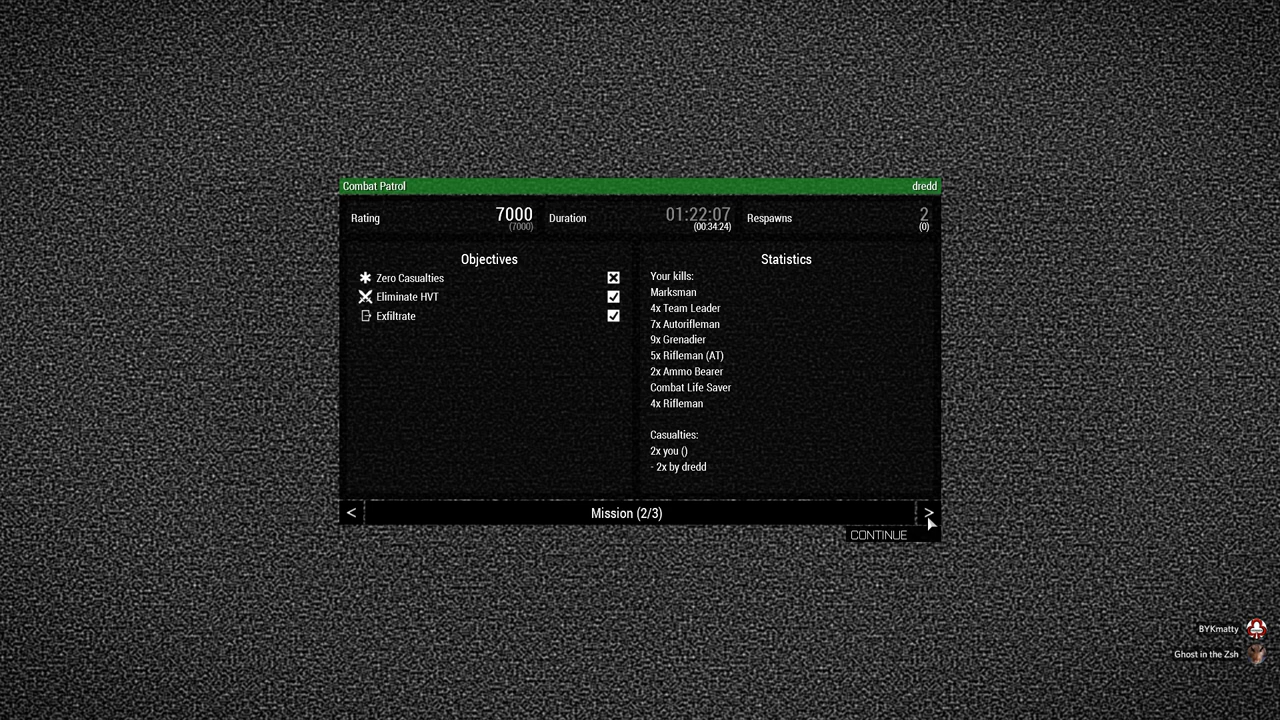 Combat Patrol dredd
Rating 7000 (7000) Duration 01:22:07 (00:34:24) Respawns 2 (0)
Objectives
Zero Casualties
Eliminate HVT
Exfiltrate
Statistics
Your kills:
Marksman
4x Team Leader
7x Autorifleman
9x Grenadier
5x Rifleman (AT)
2x Ammo Bearer
Combat Life Saver
4x Rifleman
Casualties:
2x you ()
- 2x by dredd
< Mission (2/3) >
CONTINUE
BYKmatty
Ghost in the Zsh